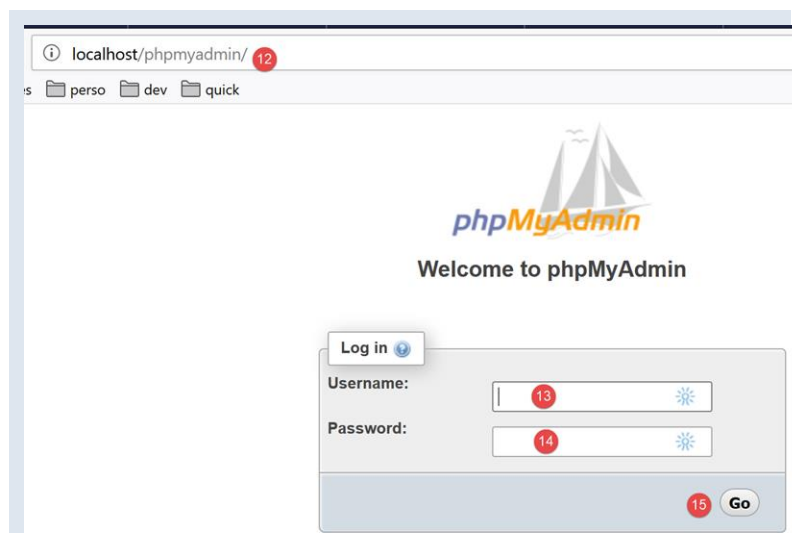 localhost/phpmyadmin/ 12
s perso dev quick
phpMyAdmin
Welcome to phpMyAdmin
Log in
Username:
13
Password:
14
15 Go